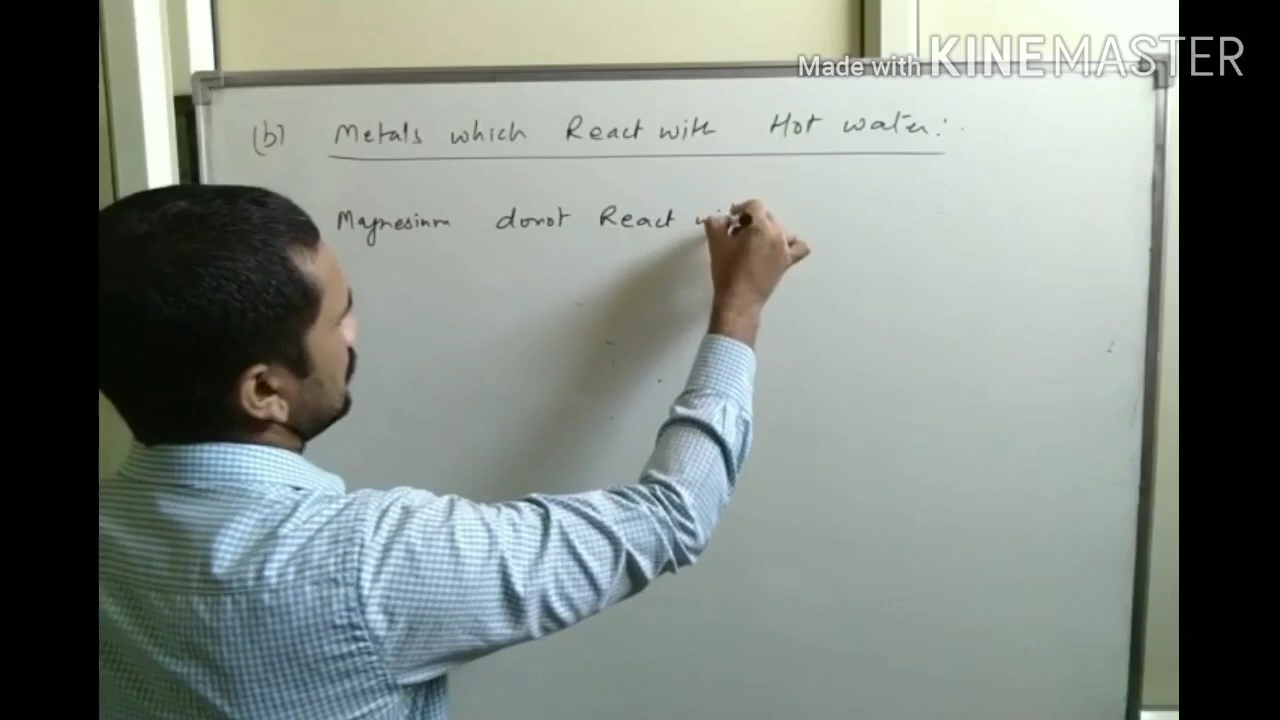 Made with KINEMASTER
(b) Metals which React with Hot water:.
Magnesium donot React